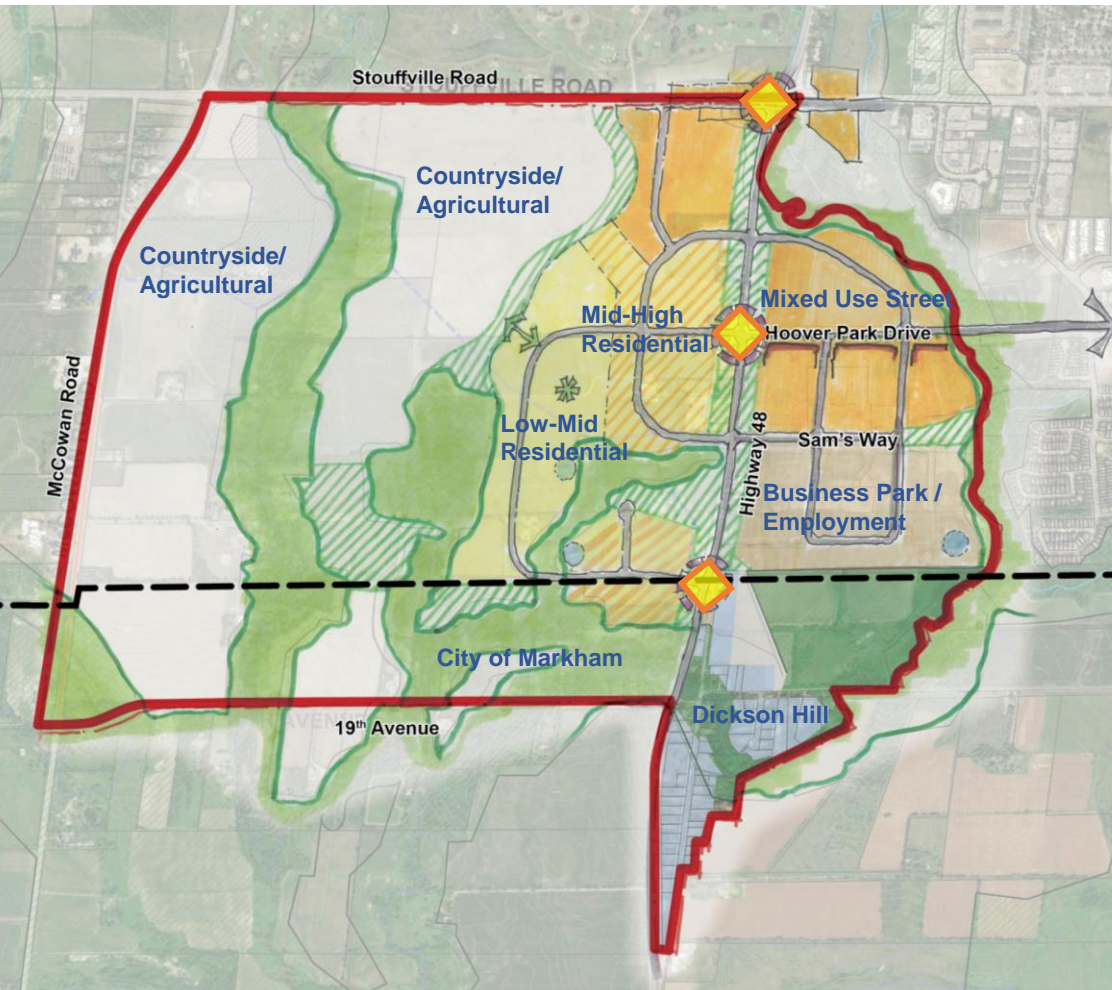 Stouffville Road
STOUFFVILLE ROAD
Countryside/
Agricultural
Countryside/
Agricultural
Mixed Use Street
Mid-High
Residential
Hoover Park Drive
McCowan Road
Low-Mid
Residential
Sam's Way
Highway 48
Business Park /
Employment
City of Markham
Dickson Hill
AVENUE
19th Avenue